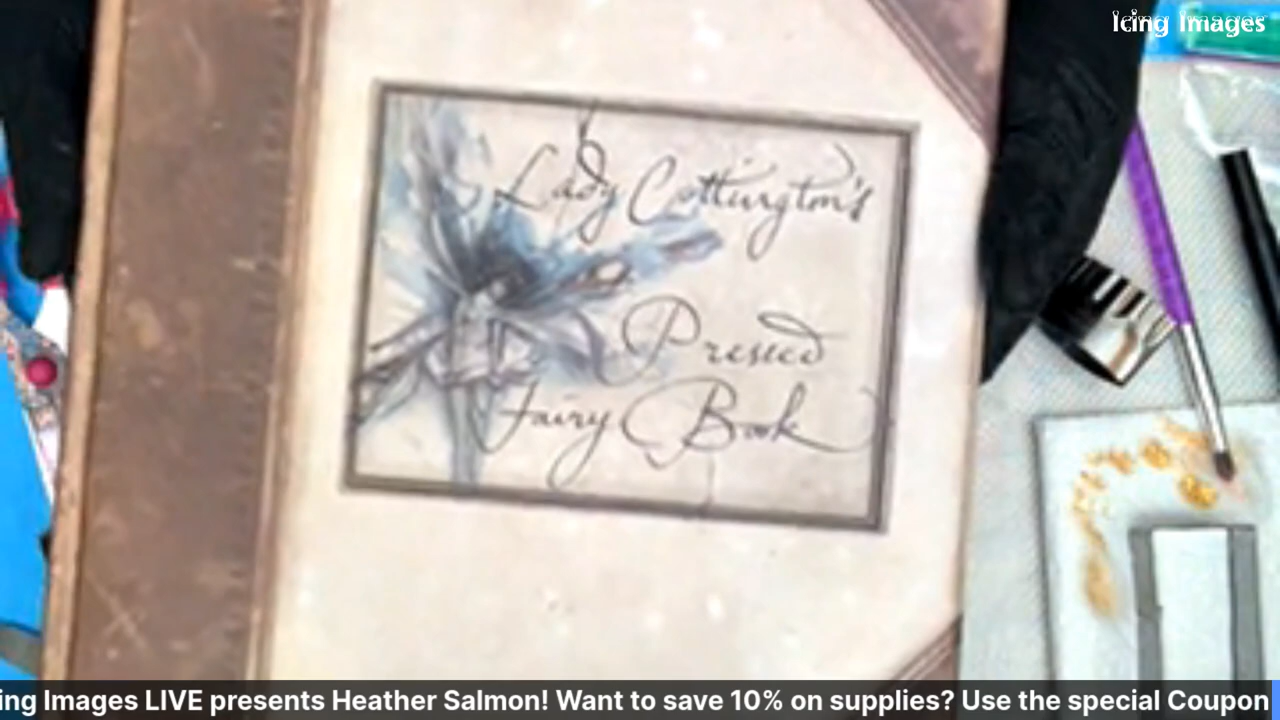 Icing Images
Lady Cottington's
Pressed
Fairy Book
ing Images LIVE presents Heather Salmon! Want to save 10% on supplies? Use the special Coupon